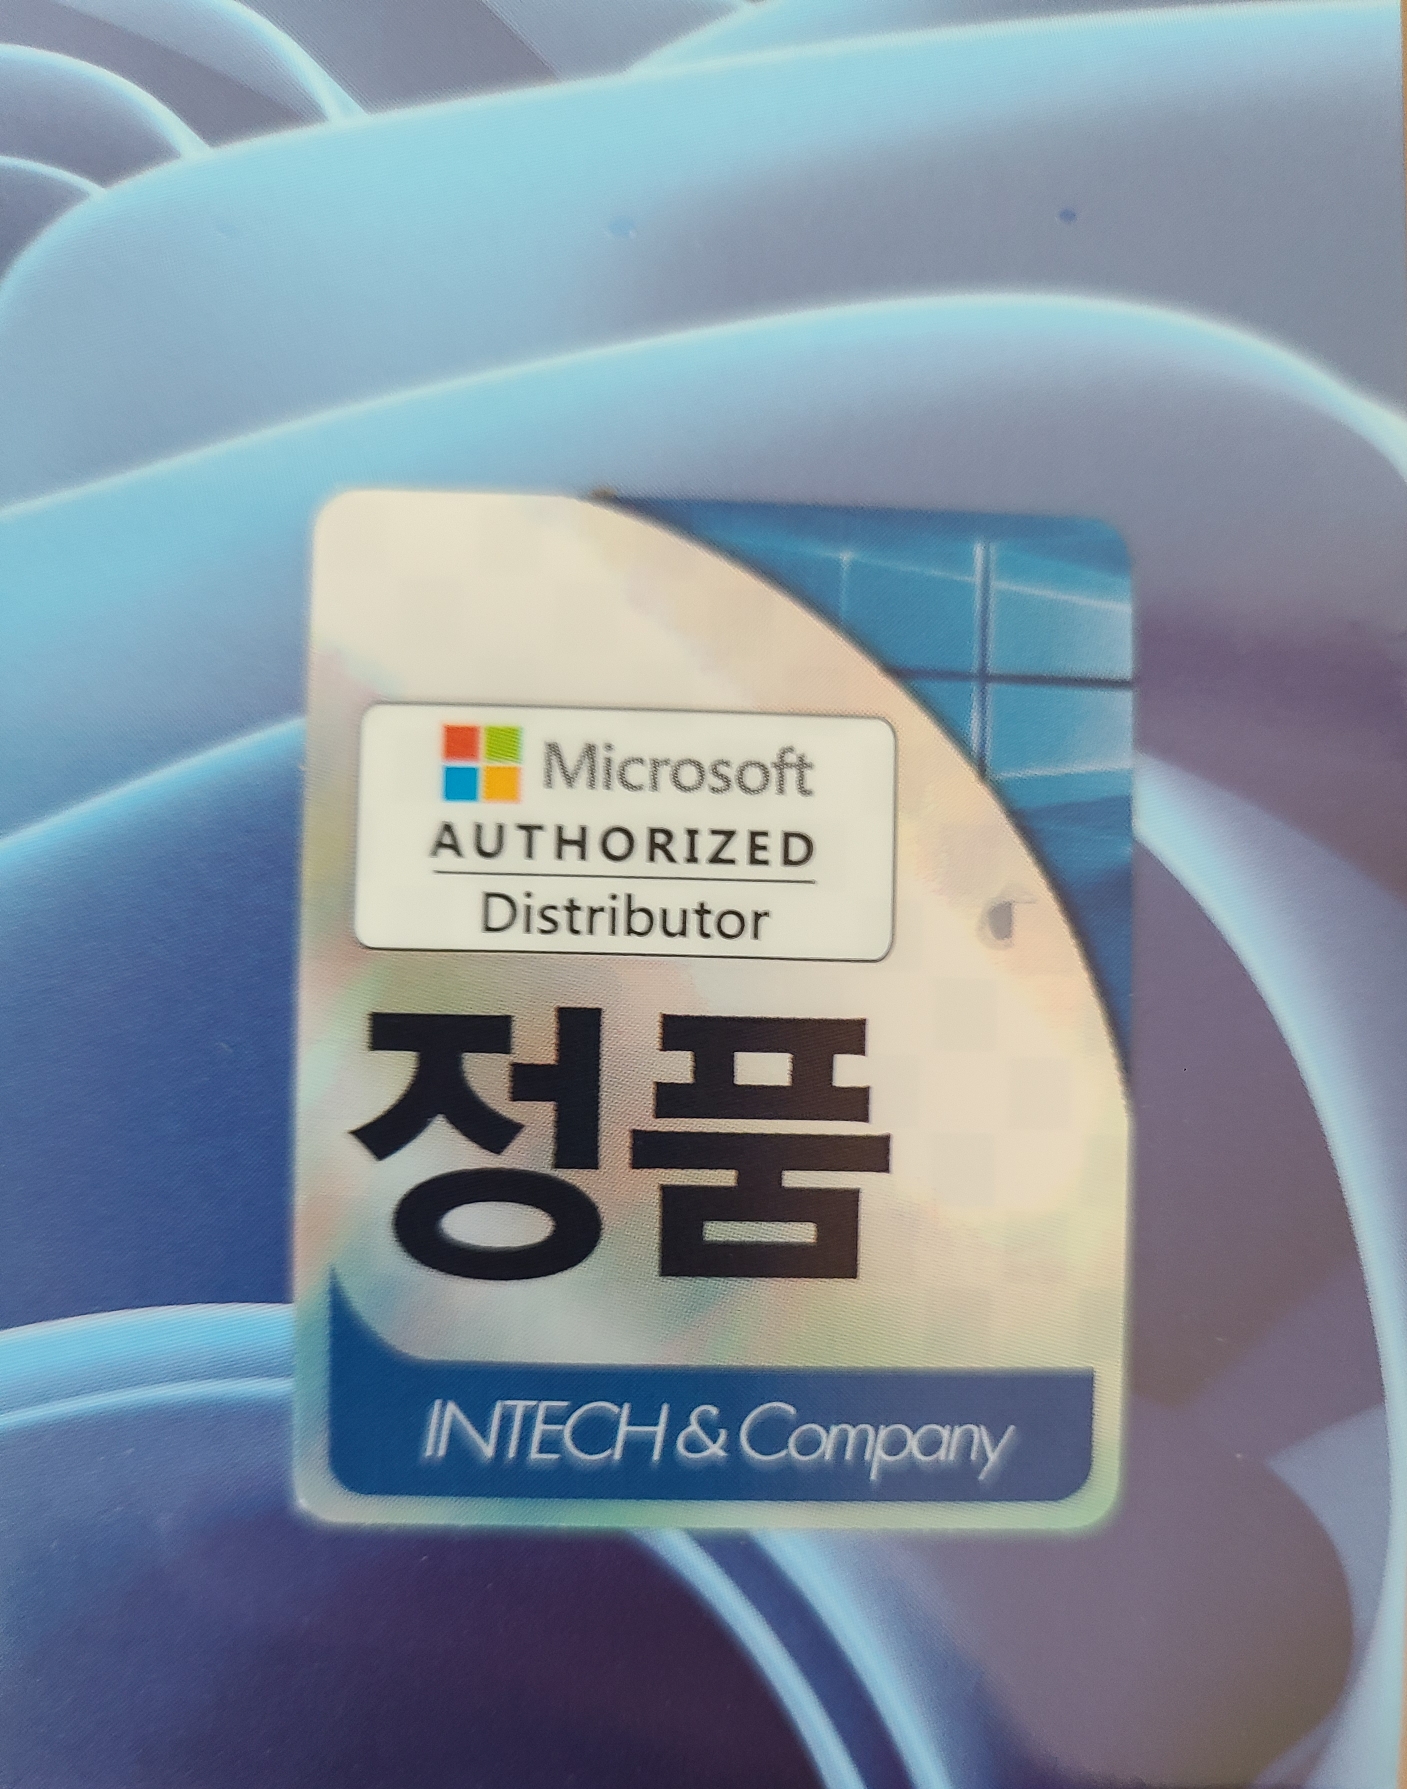 Microsoft
AUTHORIZED
Distributor
정품
INTECH & Company